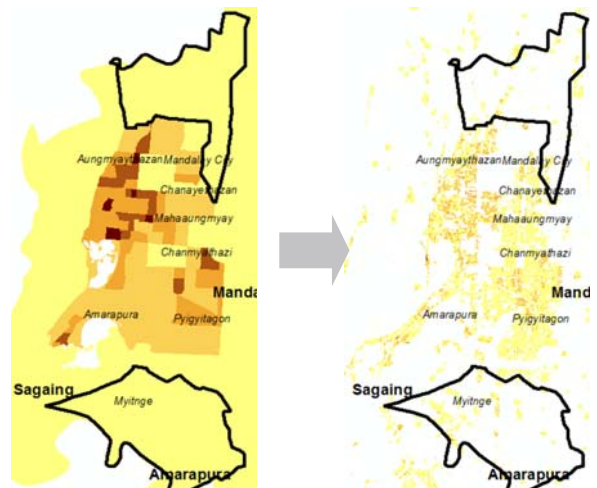 Aungmyaythazan Mandalay City
Chanayethazan
Mahaaungmyay
Chanmyathazi
Manda
Amarapura
Pyigyitagon
Sagaing
Myitnge
Amarapura
Aungmyaythazan Mandalay City
Chanayethazan
Mahaaungmyay
Chanmyathazi
Mand
Amarapura
Pyigyitagon
Sagaing
Myitnge
Amarapura